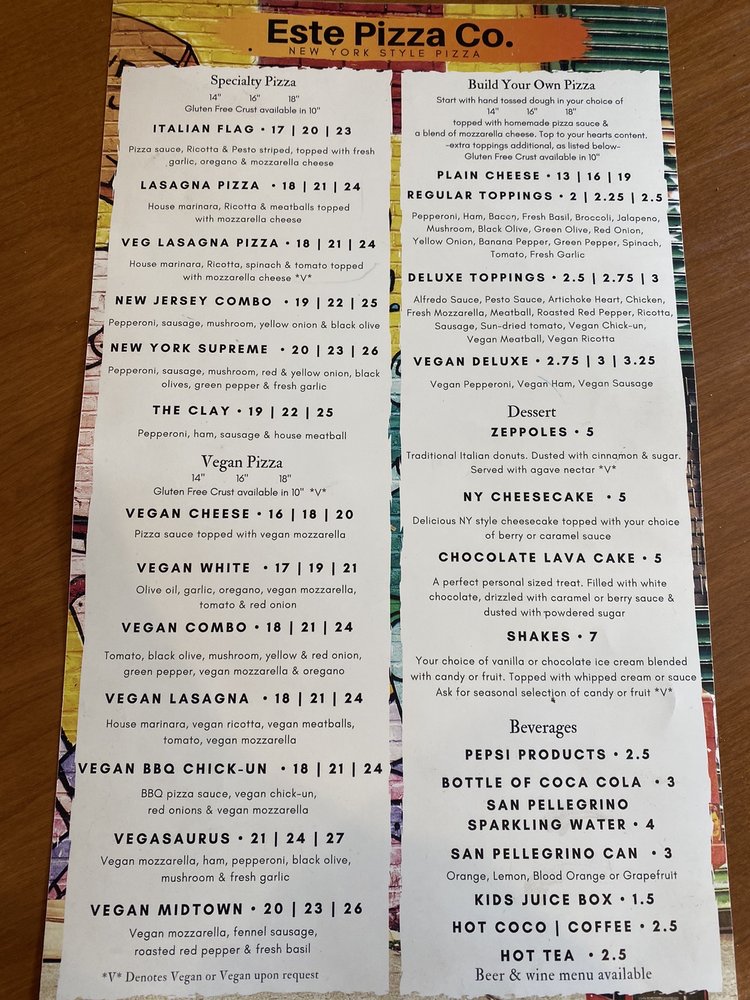 Este Pizza Co.
NEW YORK STYLE PIZZA
Specialty Pizza
14" 16" 18"
Gluten Free Crust available in 10"
ITALIAN FLAG • 17 | 20 | 23
Pizza sauce, Ricotta & Pesto striped, topped with fresh
garlic, oregano & mozzarella cheese
LASAGNA PIZZA • 18 | 21 | 24
House marinara, Ricotta & meatballs topped
with mozzarella cheese
VEG LASAGNA PIZZA • 18 | 21 | 24
House marinara, Ricotta, spinach & tomato topped
with mozzarella cheese *V*
NEW JERSEY COMBO • 19 | 22 | 25
Pepperoni, sausage, mushroom, yellow onion & black olive
NEW YORK SUPREME • 20 | 23 | 26
Pepperoni, sausage, mushroom, red & yellow onion, black
olives, green pepper & fresh garlic
THE CLAY • 19 | 22 | 25
Pepperoni, ham, sausage & house meatball
Vegan Pizza
14" 16" 18"
Gluten Free Crust available in 10" *V*
VEGAN CHEESE • 16 | 18 | 20
Pizza sauce topped with vegan mozzarella
VEGAN WHITE • 17 | 19 | 21
Olive oil, garlic, oregano, vegan mozzarella,
tomato & red onion
VEGAN COMBO • 18 | 21 | 24
Tomato, black olive, mushroom, yellow & red onion,
green pepper, vegan mozzarella & oregano
VEGAN LASAGNA • 18 | 21 | 24
House marinara, vegan ricotta, vegan meatballs,
tomato, vegan mozzarella
VEGAN BBQ CHICK-UN • 18 | 21 | 24
BBQ pizza sauce, vegan chick-un,
red onions & vegan mozzarella
VEGASAURUS • 21 | 24 | 27
Vegan mozzarella, ham, pepperoni, black olive,
mushroom & fresh garlic
VEGAN MIDTOWN • 20 | 23 | 26
Vegan mozzarella, fennel sausage,
roasted red pepper & fresh basil
*V* Denotes Vegan or Vegan upon request
Build Your Own Pizza
Start with hand tossed dough in your choice of
14" 16" 18"
topped with homemade pizza sauce &
a blend of mozzarella cheese. Top to your hearts content.
-extra toppings additional, as listed below-
Gluten Free Crust available in 10"
PLAIN CHEESE • 13 | 16 | 19
REGULAR TOPPINGS • 2 | 2.25 | 2.5
Pepperoni, Ham, Bacon, Fresh Basil, Broccoli, Jalapeno,
Mushroom, Black Olive, Green Olive, Red Onion,
Yellow Onion, Banana Pepper, Green Pepper, Spinach,
Tomato, Fresh Garlic
DELUXE TOPPINGS • 2.5 | 2.75 | 3
Alfredo Sauce, Pesto Sauce, Artichoke Heart, Chicken,
Fresh Mozzarella, Meatball, Roasted Red Pepper, Ricotta,
Sausage, Sun-dried tomato, Vegan Chick-un,
Vegan Meatball, Vegan Ricotta
VEGAN DELUXE • 2.75 | 3 | 3.25
Vegan Pepperoni, Vegan Ham, Vegan Sausage
Dessert
ZEPPOLES • 5
Traditional Italian donuts. Dusted with cinnamon & sugar.
Served with agave nectar *V*
NY CHEESECAKE • 5
Delicious NY style cheesecake topped with your choice
of berry or caramel sauce
CHOCOLATE LAVA CAKE • 5
A perfect personal sized treat. Filled with white
chocolate, drizzled with caramel or berry sauce &
dusted with powdered sugar
SHAKES • 7
Your choice of vanilla or chocolate ice cream blended
with candy or fruit. Topped with whipped cream or sauce
Ask for seasonal selection of candy or fruit *V*
Beverages
PEPSI PRODUCTS • 2.5
BOTTLE OF COCA COLA • 3
SAN PELLEGRINO
SPARKLING WATER • 4
SAN PELLEGRINO CAN • 3
Orange, Lemon, Blood Orange or Grapefruit
KIDS JUICE BOX • 1.5
HOT COCO | COFFEE • 2.5
HOT TEA • 2.5
Beer & wine menu available